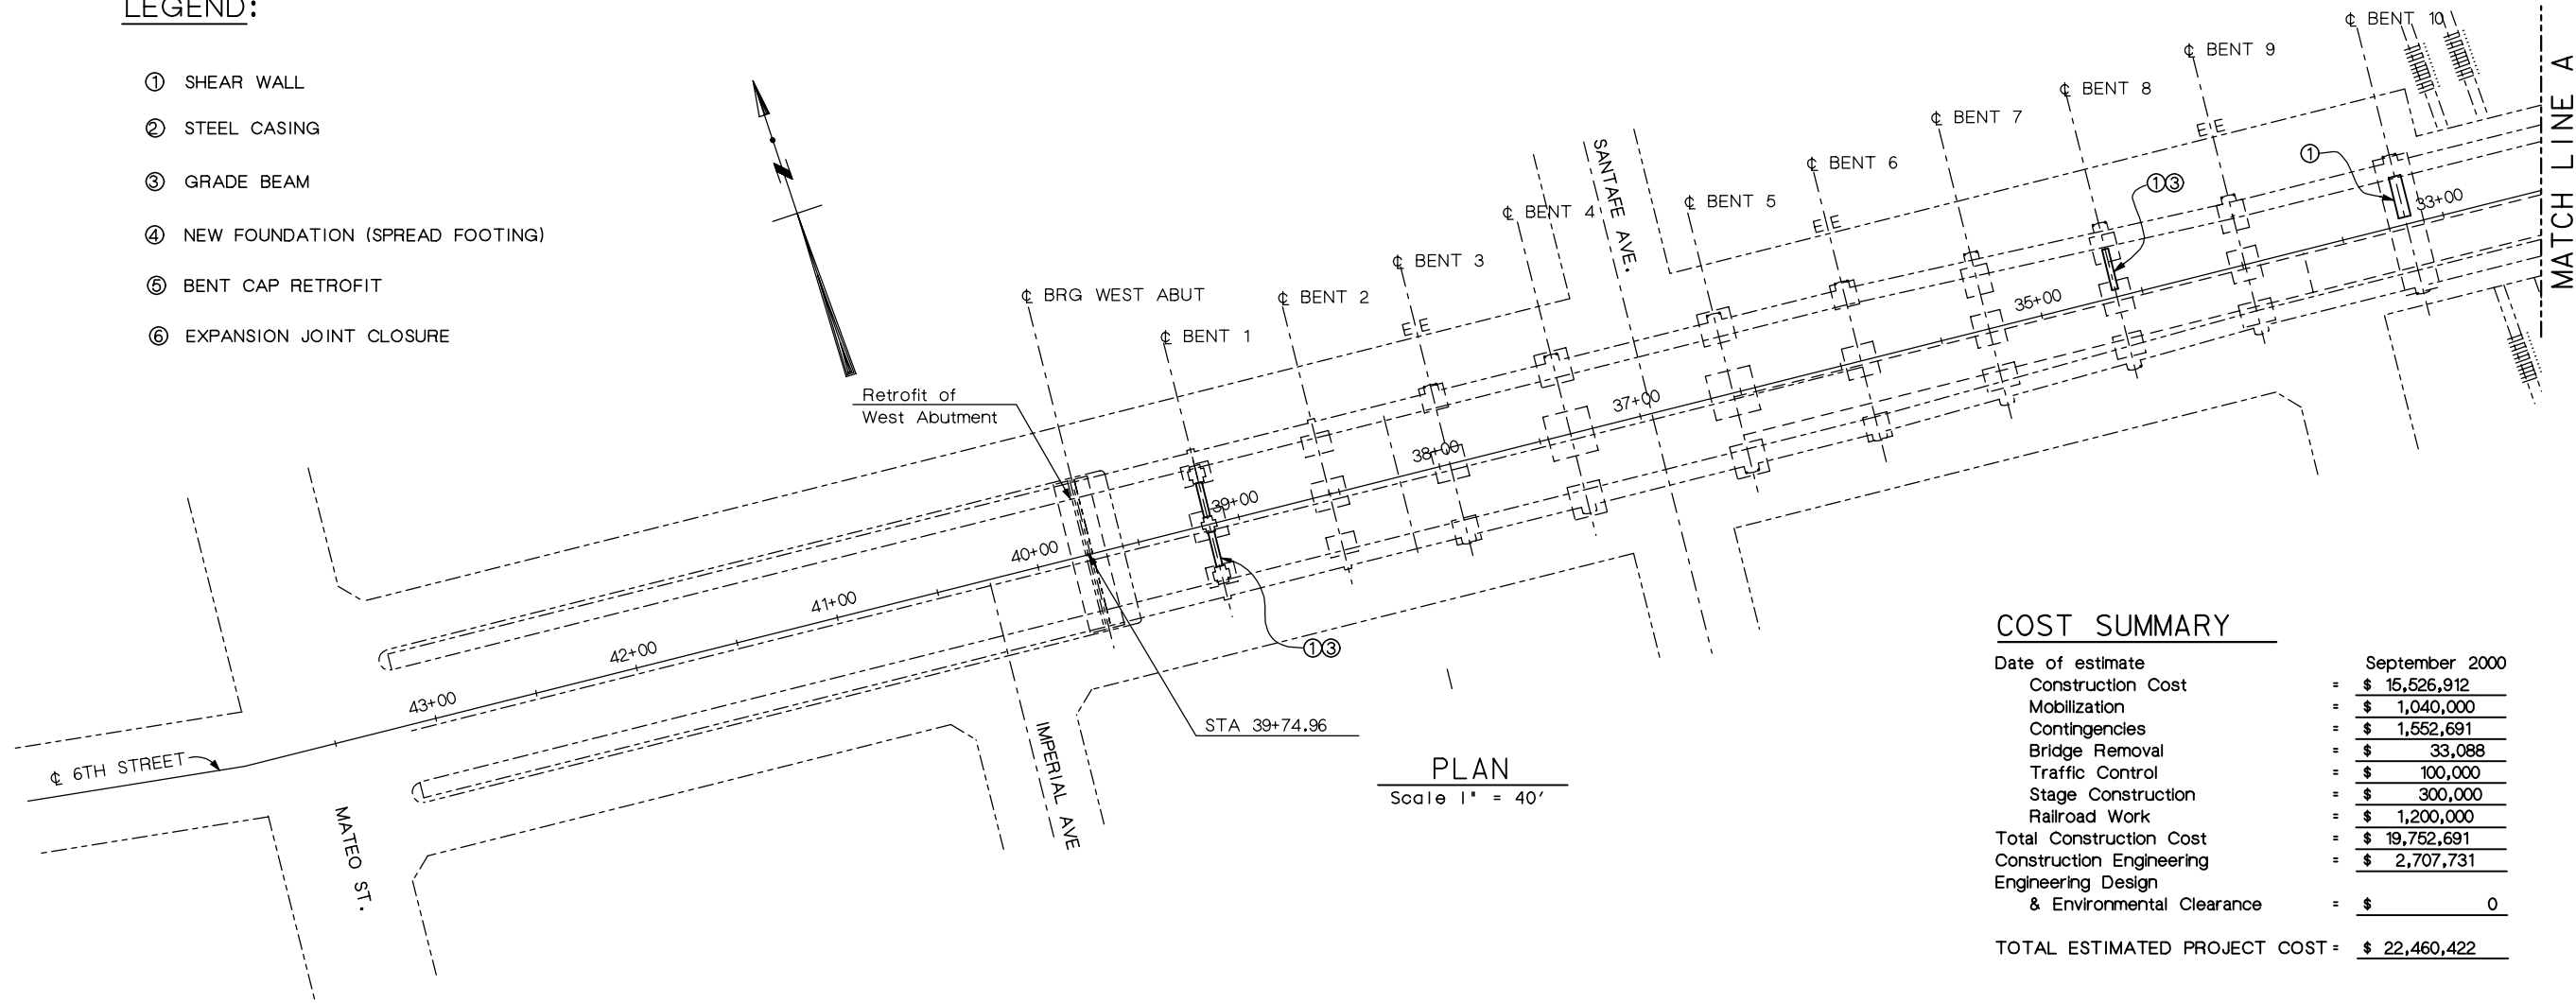 LEGEND:
① SHEAR WALL
② STEEL CASING
③ GRADE BEAM
④ NEW FOUNDATION (SPREAD FOOTING)
⑤ BENT CAP RETROFIT
⑥ EXPANSION JOINT CLOSURE
℄ BRG WEST ABUT
℄ BENT 1
℄ BENT 2
℄ BENT 3
℄ BENT 4
℄ BENT 5
℄ BENT 6
℄ BENT 7
℄ BENT 8
℄ BENT 9
℄ BENT 10
MATCH LINE A
SANTAFE AVE.
E E
E E
E E
N
①
①③
①③
Retrofit of
West Abutment
33+00
35+00
37+00
38+00
39+00
40+00
41+00
42+00
43+00
STA 39+74.96
℄ 6TH STREET
MATEO ST.
IMPERIAL AVE
PLAN
Scale 1" = 40'
COST SUMMARY
Date of estimate September 2000
Construction Cost = $ 15,526,912
Mobilization = $ 1,040,000
Contingencies = $ 1,552,691
Bridge Removal = $ 33,088
Traffic Control = $ 100,000
Stage Construction = $ 300,000
Railroad Work = $ 1,200,000
Total Construction Cost = $ 19,752,691
Construction Engineering = $ 2,707,731
Engineering Design
& Environmental Clearance = $ 0
TOTAL ESTIMATED PROJECT COST = $ 22,460,422